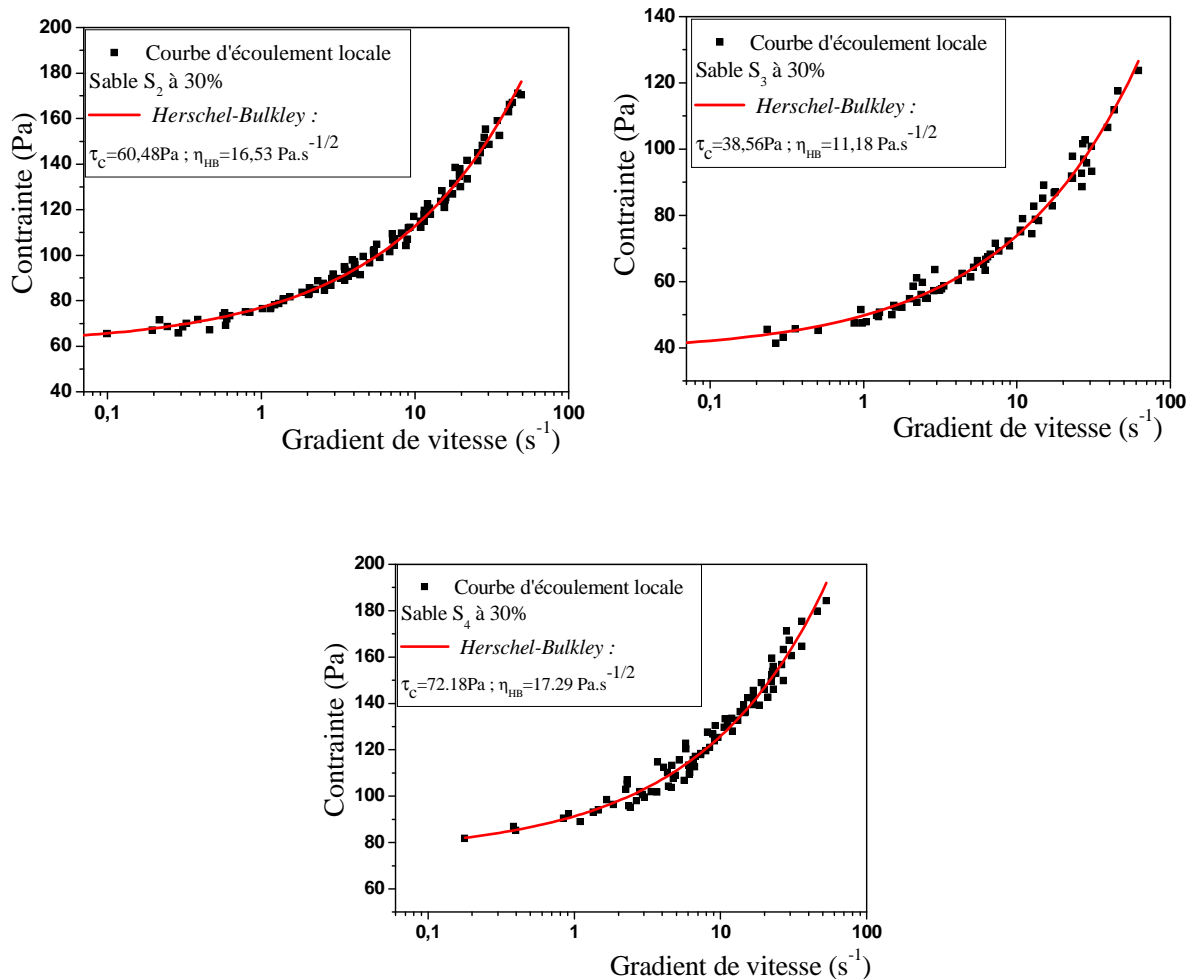 200
180
160
140
120
100
80
60
40
Contrainte (Pa)
Courbe d'écoulement locale
Sable S2 à 30%
Herschel-Bulkley :
τc=60,48Pa ; ηHB=16,53 Pa.s-1/2
0,1 1 10 100
Gradient de vitesse (s-1)
140
120
100
80
60
40
Contrainte (Pa)
Courbe d'écoulement locale
Sable S3 à 30%
Herschel-Bulkley :
τc=38,56Pa ; ηHB=11,18 Pa.s-1/2
0,1 1 10 100
Gradient de vitesse (s-1)
200
180
160
140
120
100
80
60
Contrainte (Pa)
Courbe d'écoulement locale
Sable S4 à 30%
Herschel-Bulkley :
τc=72.18Pa ; ηHB=17.29 Pa.s-1/2
0,1 1 10 100
Gradient de vitesse (s-1)